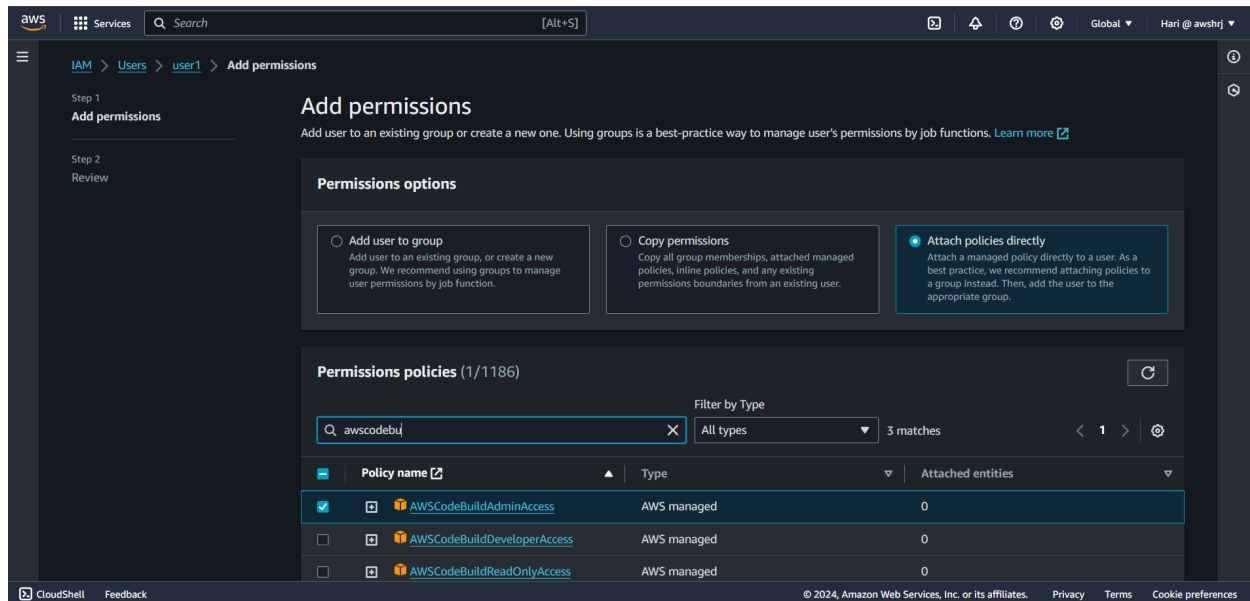 aws
Services
Search
[Alt+S]
Global
Hari @ awshrj
IAM > Users > user1 > Add permissions
Step 1
Add permissions
Step 2
Review
Add permissions
Add user to an existing group or create a new one. Using groups is a best-practice way to manage user's permissions by job functions. Learn more
Permissions options
Add user to group
Add user to an existing group, or create a new
group. We recommend using groups to manage
user permissions by job function.
Copy permissions
Copy all group memberships, attached managed
policies, inline policies, and any existing
permissions boundaries from an existing user.
Attach policies directly
Attach a managed policy directly to a user. As a
best practice, we recommend attaching policies to
a group instead. Then, add the user to the
appropriate group.
Permissions policies (1/1186)
Filter by Type
awscodebu
All types
3 matches
1
Policy name
Type
Attached entities
AWSCodeBuildAdminAccess
AWS managed
0
AWSCodeBuildDeveloperAccess
AWS managed
0
AWSCodeBuildReadOnlyAccess
AWS managed
0
CloudShell
Feedback
© 2024, Amazon Web Services, Inc. or its affiliates.
Privacy
Terms
Cookie preferences